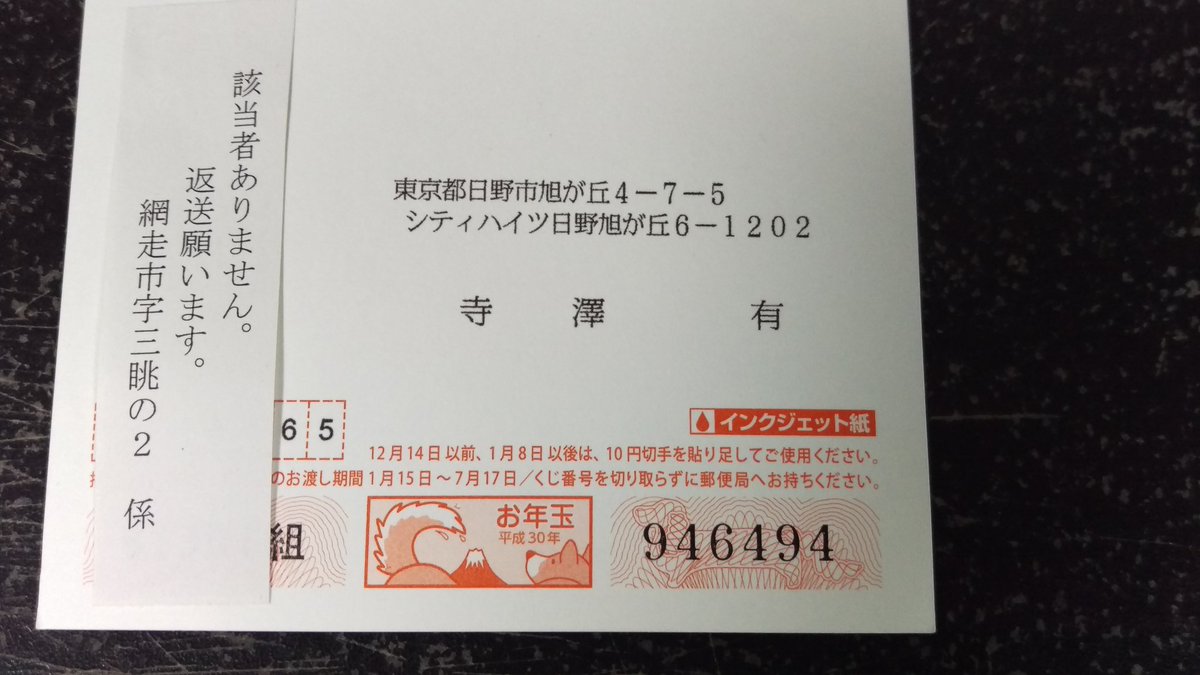 該当者ありません。
返送願います。
網走市字三眺の2 係
東京都日野市旭が丘4-7-5
シティハイツ日野旭が丘6-1202
寺 澤 有
65
インクジェット紙
12月14日以前、1月8日以後は、10円切手を貼り足してご使用ください。
のお渡し期間 1月15日~7月17日/くじ番号を切り取らずに郵便局へお持ちください。
組
お年玉
平成30年
946494